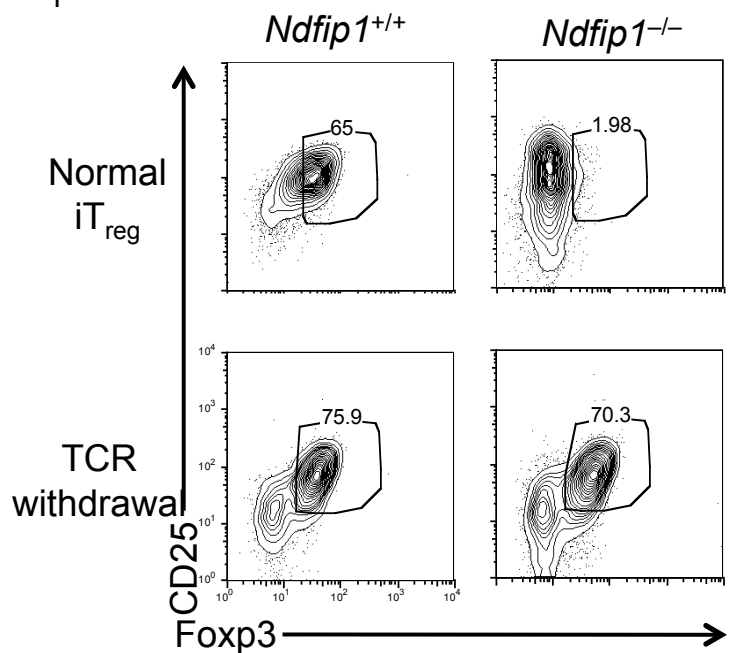 Ndfip1+/+
Ndfip1–/–
Normal
iTreg
65
1.98
TCR
withdrawal
75.9
70.3
10⁴
10³
10²
10¹
10⁰
10⁰ 10¹ 10² 10³ 10⁴
CD25
Foxp3